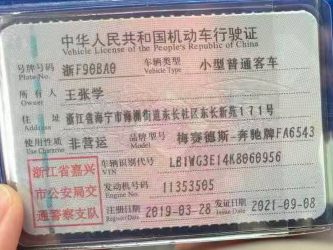 中华人民共和国机动车行驶证
Vehicle License of the People's Republic of China
号牌号码 浙F90BA0 车辆类型 小型普通客车
Plate No. Vehicle Type
所有人 王张学
Owner
住址 浙江省海宁市海洲街道东长社区东长新苑171号
Address
使用性质 非营运 品牌型号 梅赛德斯-奔驰牌FA6543
Use Character Model
浙江省嘉兴 车辆识别代号 LB1WG3E14K8060956
VIN
市公安局交 发动机号码 11353505
Engine No.
通警察支队 注册日期 2019-03-28 发证日期 2021-09-08
Register Date Issue Date